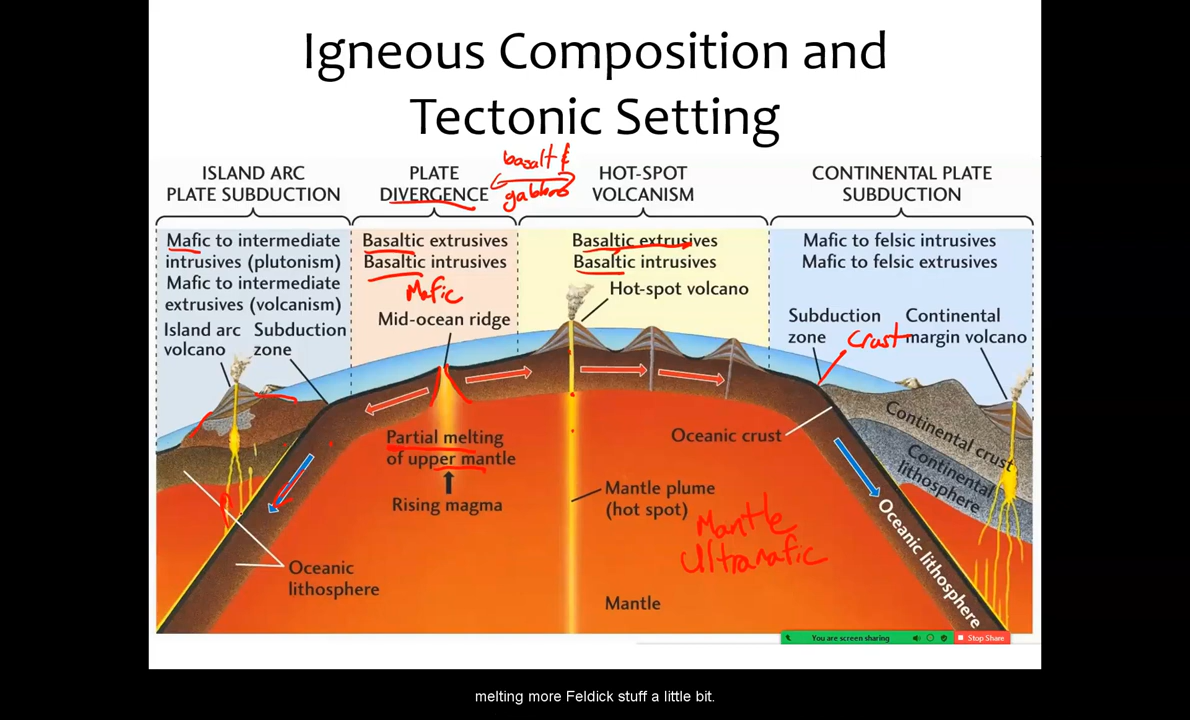 Igneous Composition and
Tectonic Setting
ISLAND ARC
PLATE SUBDUCTION
PLATE
DIVERGENCE
basalt &
gabbro
HOT-SPOT
VOLCANISM
CONTINENTAL PLATE
SUBDUCTION
Mafic to intermediate
intrusives (plutonism)
Mafic to intermediate
extrusives (volcanism)
Basaltic extrusives
Basaltic intrusives
Mafic
Basaltic extrusives
Basaltic intrusives
Mafic to felsic intrusives
Mafic to felsic extrusives
Island arc
volcano
Subduction
zone
Mid-ocean ridge
Hot-spot volcano
Subduction
zone
Crust
Continental
margin volcano
Partial melting
of upper mantle
Rising magma
Oceanic crust
Continental crust
Continental
lithosphere
Mantle plume
(hot spot)
Mantle
Ultramafic
Oceanic
lithosphere
Oceanic lithosphere
Mantle
You are screen sharing
Stop Share
melting more Feldick stuff a little bit.